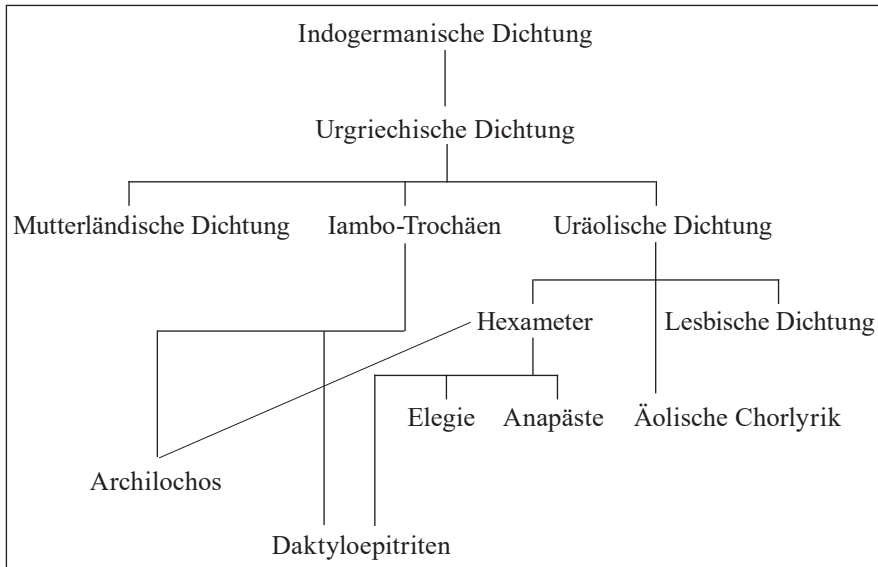 Indogermanische Dichtung
Urgriechische Dichtung
Mutterländische Dichtung Iambo-Trochäen Uräolische Dichtung
Hexameter Lesbische Dichtung
Elegie Anapäste Äolische Chorlyrik
Archilochos
Daktyloepitriten